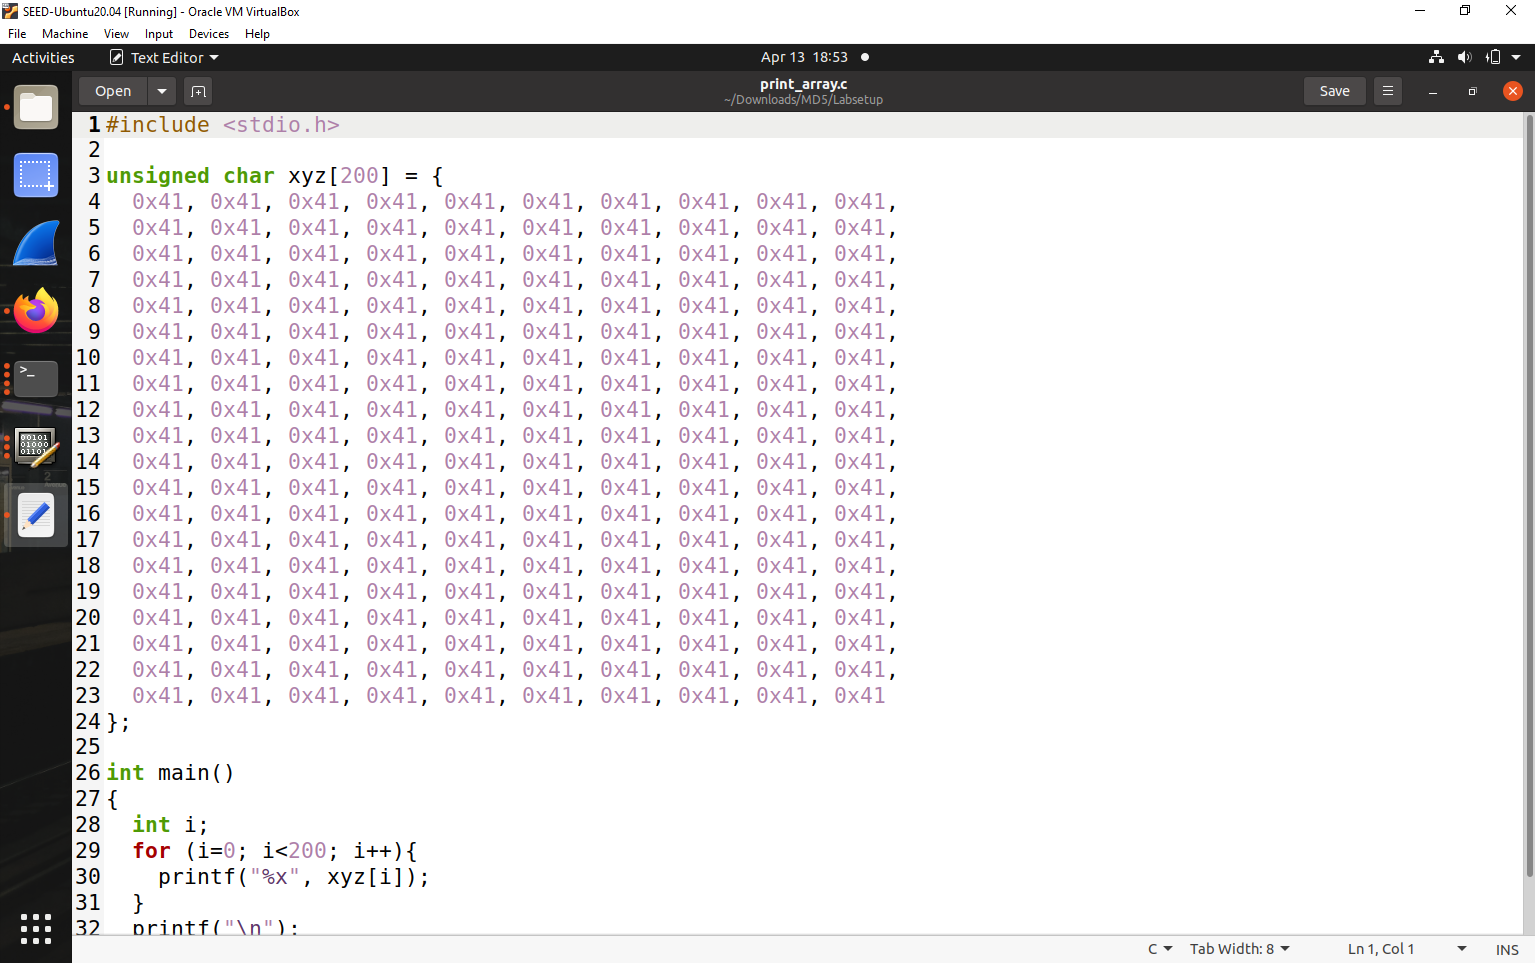 SEED-Ubuntu20.04 [Running] - Oracle VM VirtualBox
File Machine View Input Devices Help
Activities Text Editor Apr 13 18:53
Open print_array.c Save
~/Downloads/MD5/Labsetup
1 #include <stdio.h>
2
3 unsigned char xyz[200] = {
4 0x41, 0x41, 0x41, 0x41, 0x41, 0x41, 0x41, 0x41, 0x41, 0x41,
5 0x41, 0x41, 0x41, 0x41, 0x41, 0x41, 0x41, 0x41, 0x41, 0x41,
6 0x41, 0x41, 0x41, 0x41, 0x41, 0x41, 0x41, 0x41, 0x41, 0x41,
7 0x41, 0x41, 0x41, 0x41, 0x41, 0x41, 0x41, 0x41, 0x41, 0x41,
8 0x41, 0x41, 0x41, 0x41, 0x41, 0x41, 0x41, 0x41, 0x41, 0x41,
9 0x41, 0x41, 0x41, 0x41, 0x41, 0x41, 0x41, 0x41, 0x41, 0x41,
10 0x41, 0x41, 0x41, 0x41, 0x41, 0x41, 0x41, 0x41, 0x41, 0x41,
11 0x41, 0x41, 0x41, 0x41, 0x41, 0x41, 0x41, 0x41, 0x41, 0x41,
12 0x41, 0x41, 0x41, 0x41, 0x41, 0x41, 0x41, 0x41, 0x41, 0x41,
13 0x41, 0x41, 0x41, 0x41, 0x41, 0x41, 0x41, 0x41, 0x41, 0x41,
14 0x41, 0x41, 0x41, 0x41, 0x41, 0x41, 0x41, 0x41, 0x41, 0x41,
15 0x41, 0x41, 0x41, 0x41, 0x41, 0x41, 0x41, 0x41, 0x41, 0x41,
16 0x41, 0x41, 0x41, 0x41, 0x41, 0x41, 0x41, 0x41, 0x41, 0x41,
17 0x41, 0x41, 0x41, 0x41, 0x41, 0x41, 0x41, 0x41, 0x41, 0x41,
18 0x41, 0x41, 0x41, 0x41, 0x41, 0x41, 0x41, 0x41, 0x41, 0x41,
19 0x41, 0x41, 0x41, 0x41, 0x41, 0x41, 0x41, 0x41, 0x41, 0x41,
20 0x41, 0x41, 0x41, 0x41, 0x41, 0x41, 0x41, 0x41, 0x41, 0x41,
21 0x41, 0x41, 0x41, 0x41, 0x41, 0x41, 0x41, 0x41, 0x41, 0x41,
22 0x41, 0x41, 0x41, 0x41, 0x41, 0x41, 0x41, 0x41, 0x41, 0x41,
23 0x41, 0x41, 0x41, 0x41, 0x41, 0x41, 0x41, 0x41, 0x41, 0x41
24 };
25
26 int main()
27 {
28 int i;
29 for (i=0; i<200; i++){
30 printf("%x", xyz[i]);
31 }
32 printf("\n");
C Tab Width: 8 Ln 1, Col 1 INS